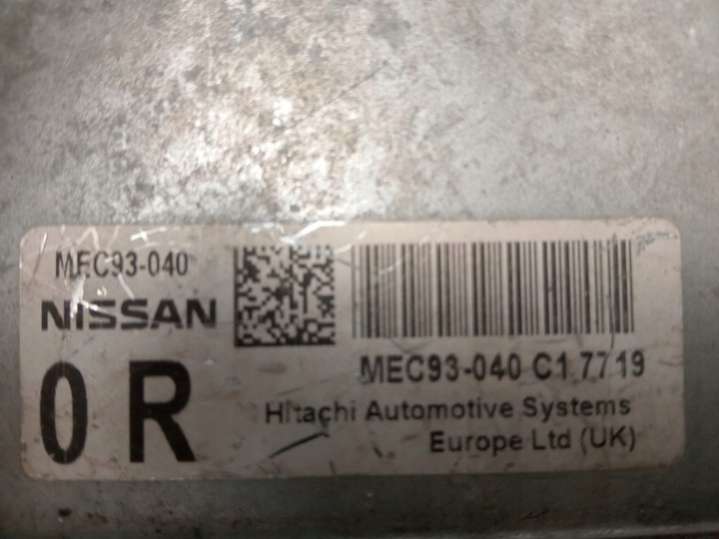 MEC93-040
NISSAN
0 R
MEC93-040 C1 7719
Hitachi Automotive Systems
Europe Ltd (UK)